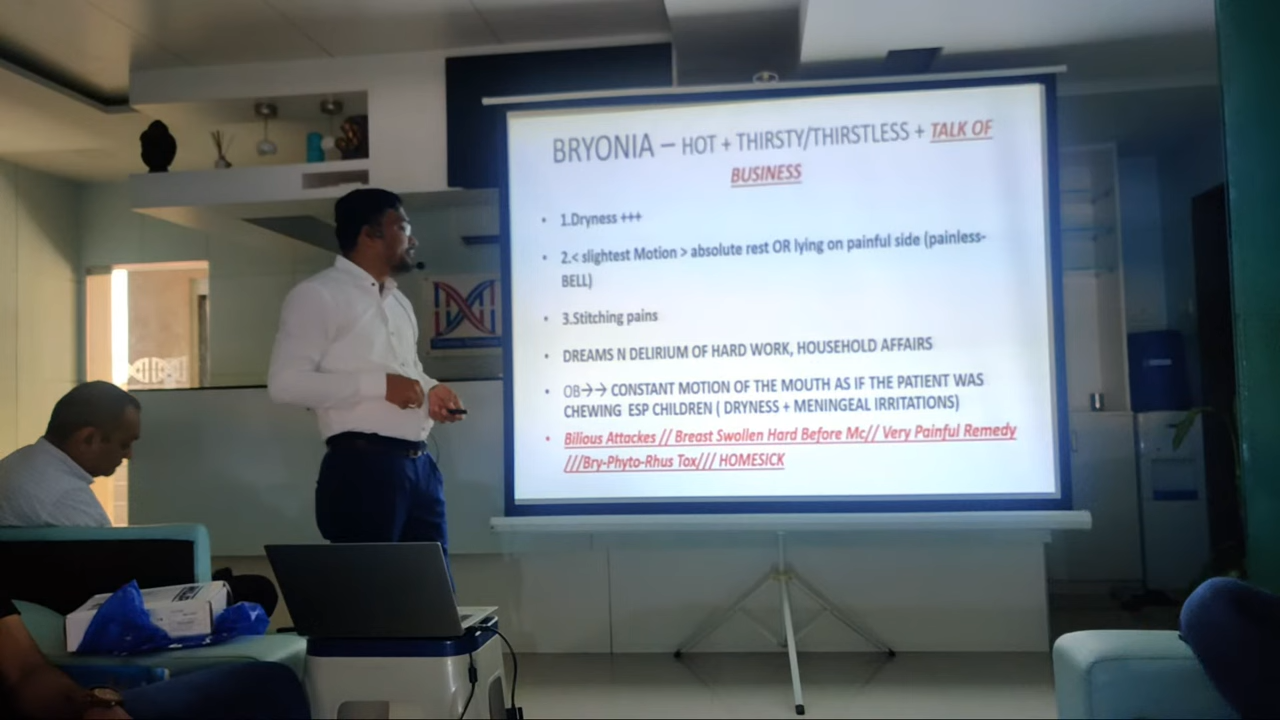 BRYONIA – HOT + THIRSTY/THIRSTLESS + TALK OF
BUSINESS
• 1.Dryness +++
• 2.< slightest Motion > absolute rest OR lying on painful side (painless-
BELL)
• 3.Stitching pains
• DREAMS N DELIRIUM OF HARD WORK, HOUSEHOLD AFFAIRS
• OB→→ CONSTANT MOTION OF THE MOUTH AS IF THE PATIENT WAS
CHEWING ESP CHILDREN ( DRYNESS + MENINGEAL IRRITATIONS)
• Bilious Attackes // Breast Swollen Hard Before Mc// Very Painful Remedy
///Bry-Phyto-Rhus Tox/// HOMESICK